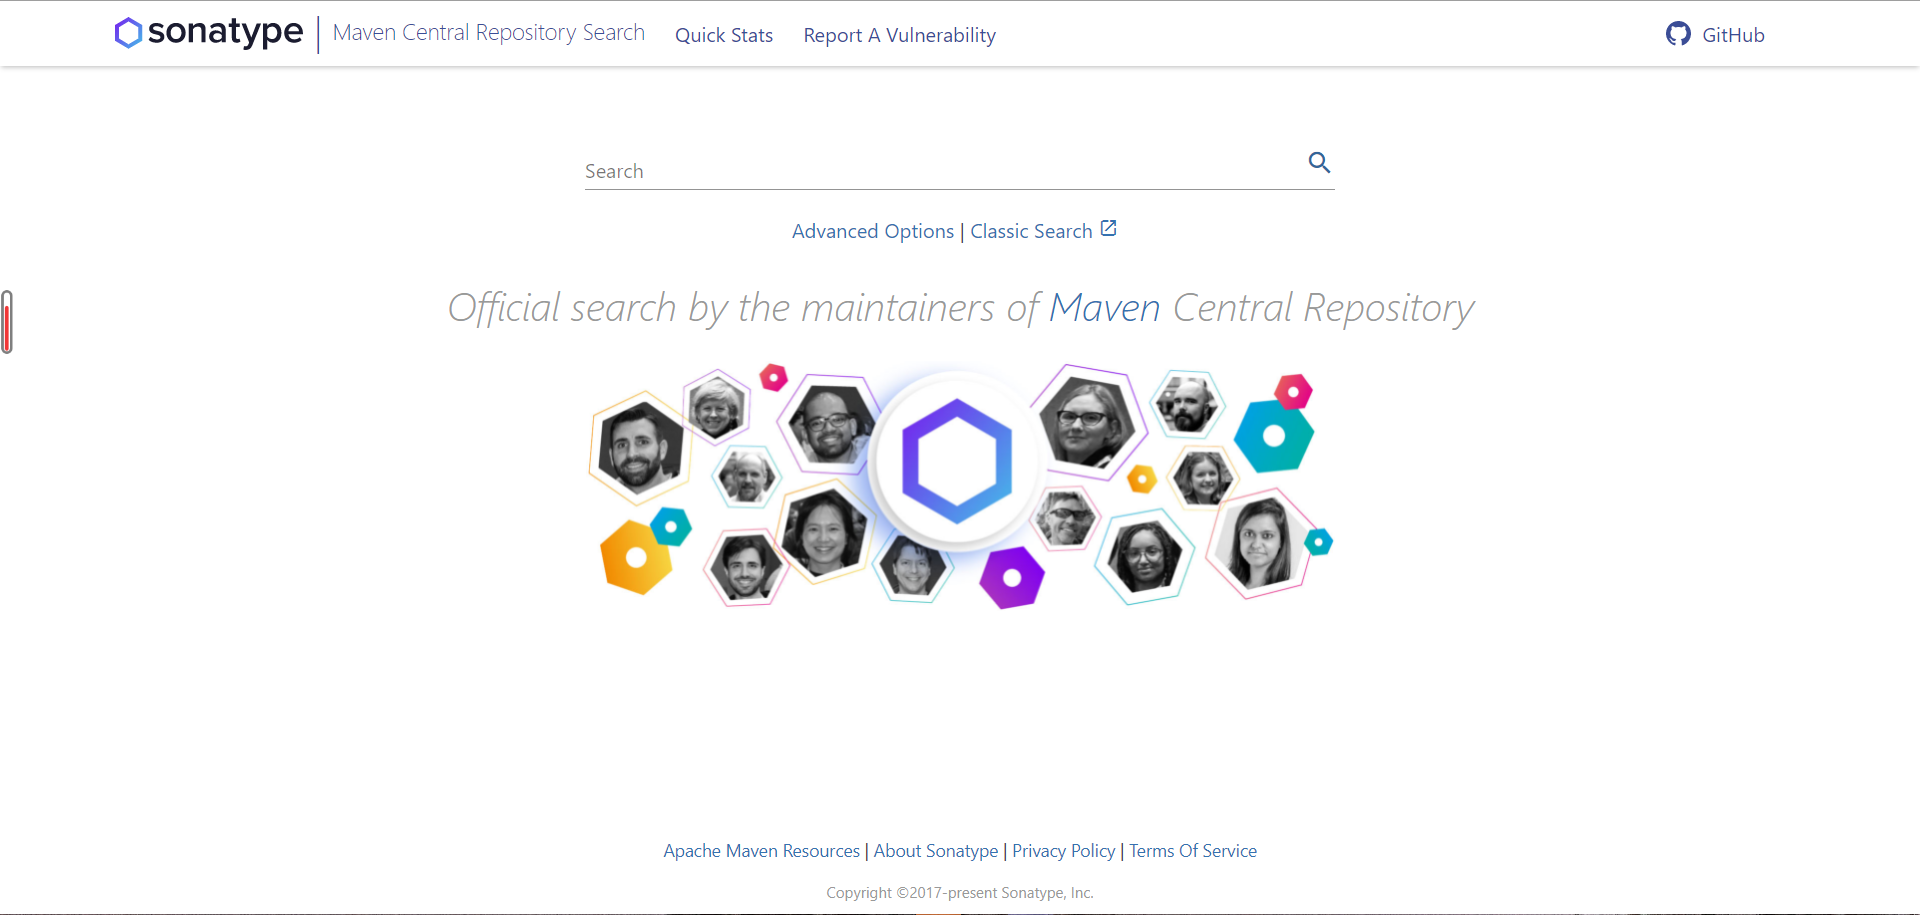 sonatype Maven Central Repository Search Quick Stats Report A Vulnerability GitHub
Search
Advanced Options | Classic Search
Official search by the maintainers of Maven Central Repository
Apache Maven Resources | About Sonatype | Privacy Policy | Terms Of Service
Copyright ©2017-present Sonatype, Inc.